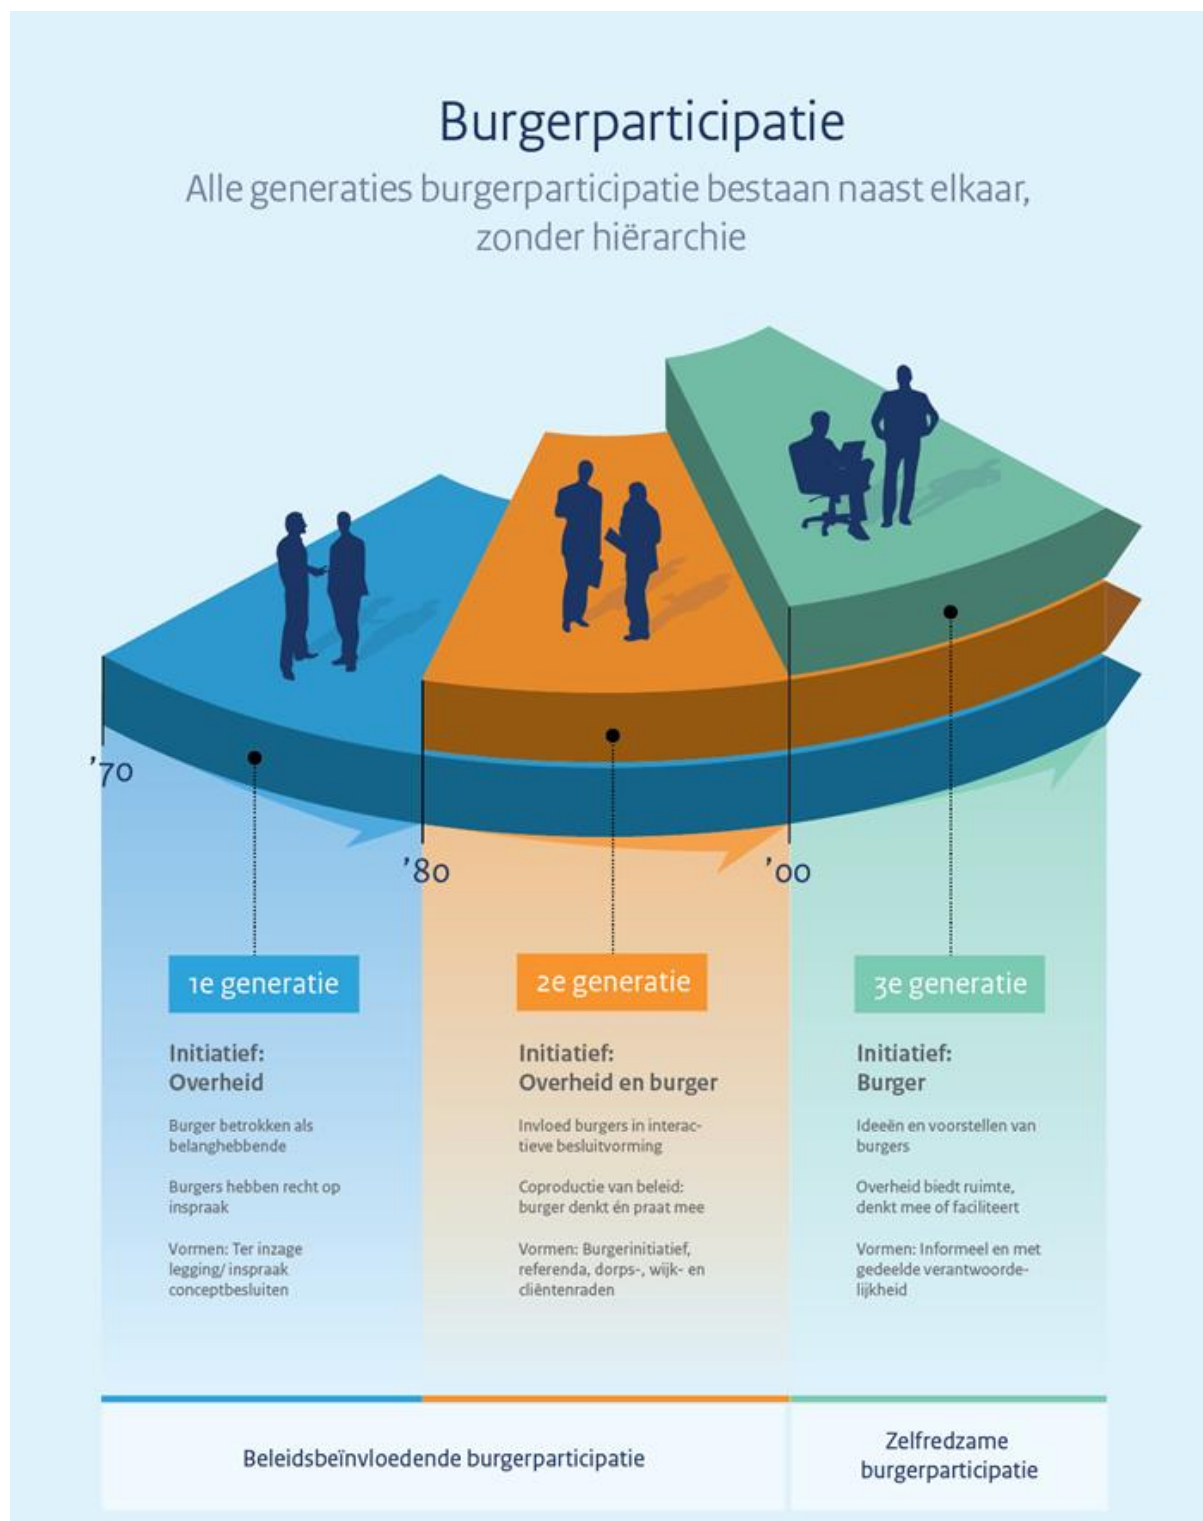 Burgerparticipatie
Alle generaties burgerparticipatie bestaan naast elkaar,
zonder hiërarchie
'70
'80
'00
1e generatie
Initiatief:
Overheid
Burger betrokken als
belanghebbende
Burgers hebben recht op
inspraak
Vormen: Ter inzage
legging/ inspraak
conceptbesluiten
2e generatie
Initiatief:
Overheid en burger
Invloed burgers in interac-
tieve besluitvorming
Coproductie van beleid:
burger denkt én praat mee
Vormen: Burgerinitiatief,
referenda, dorps-, wijk- en
cliëntenraden
3e generatie
Initiatief:
Burger
Ideeën en voorstellen van
burgers
Overheid biedt ruimte,
denkt mee of faciliteert
Vormen: Informeel en met
gedeelde verantwoorde-
lijkheid
Beleidsbeïnvloedende burgerparticipatie
Zelfredzame
burgerparticipatie